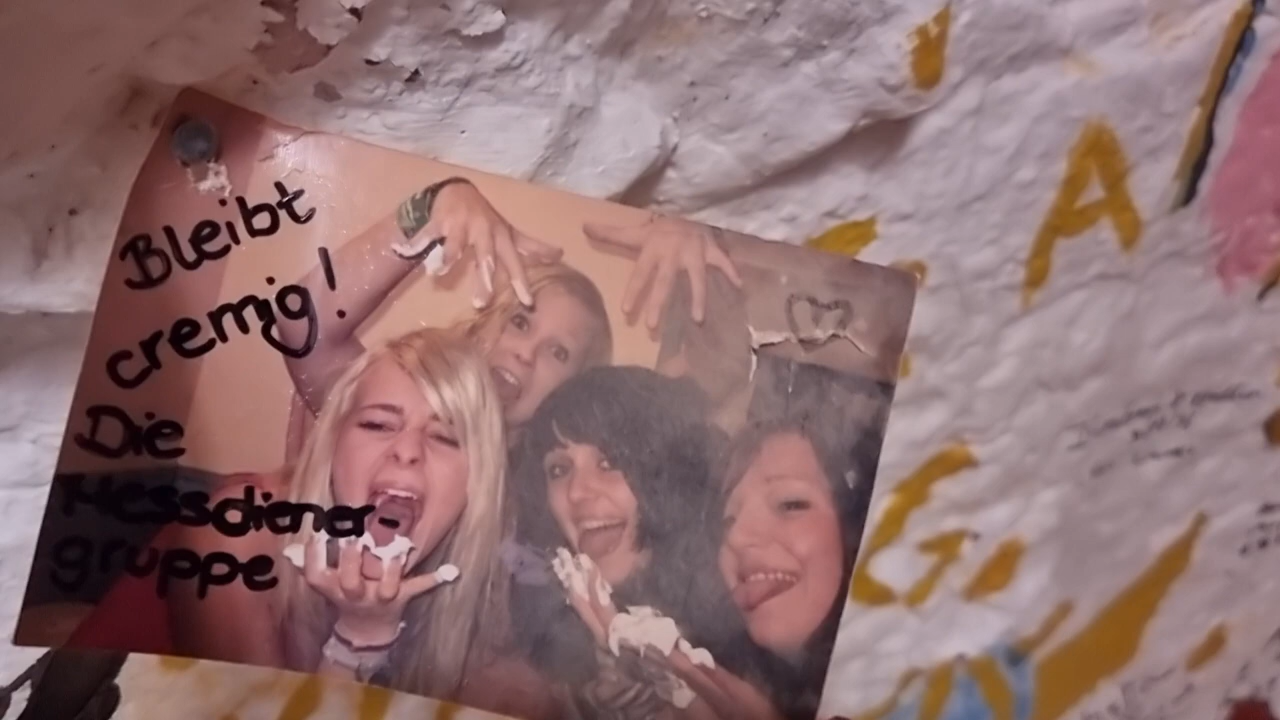 Bleibt
cremig!
Die
Messdiener-
gruppe
A
G